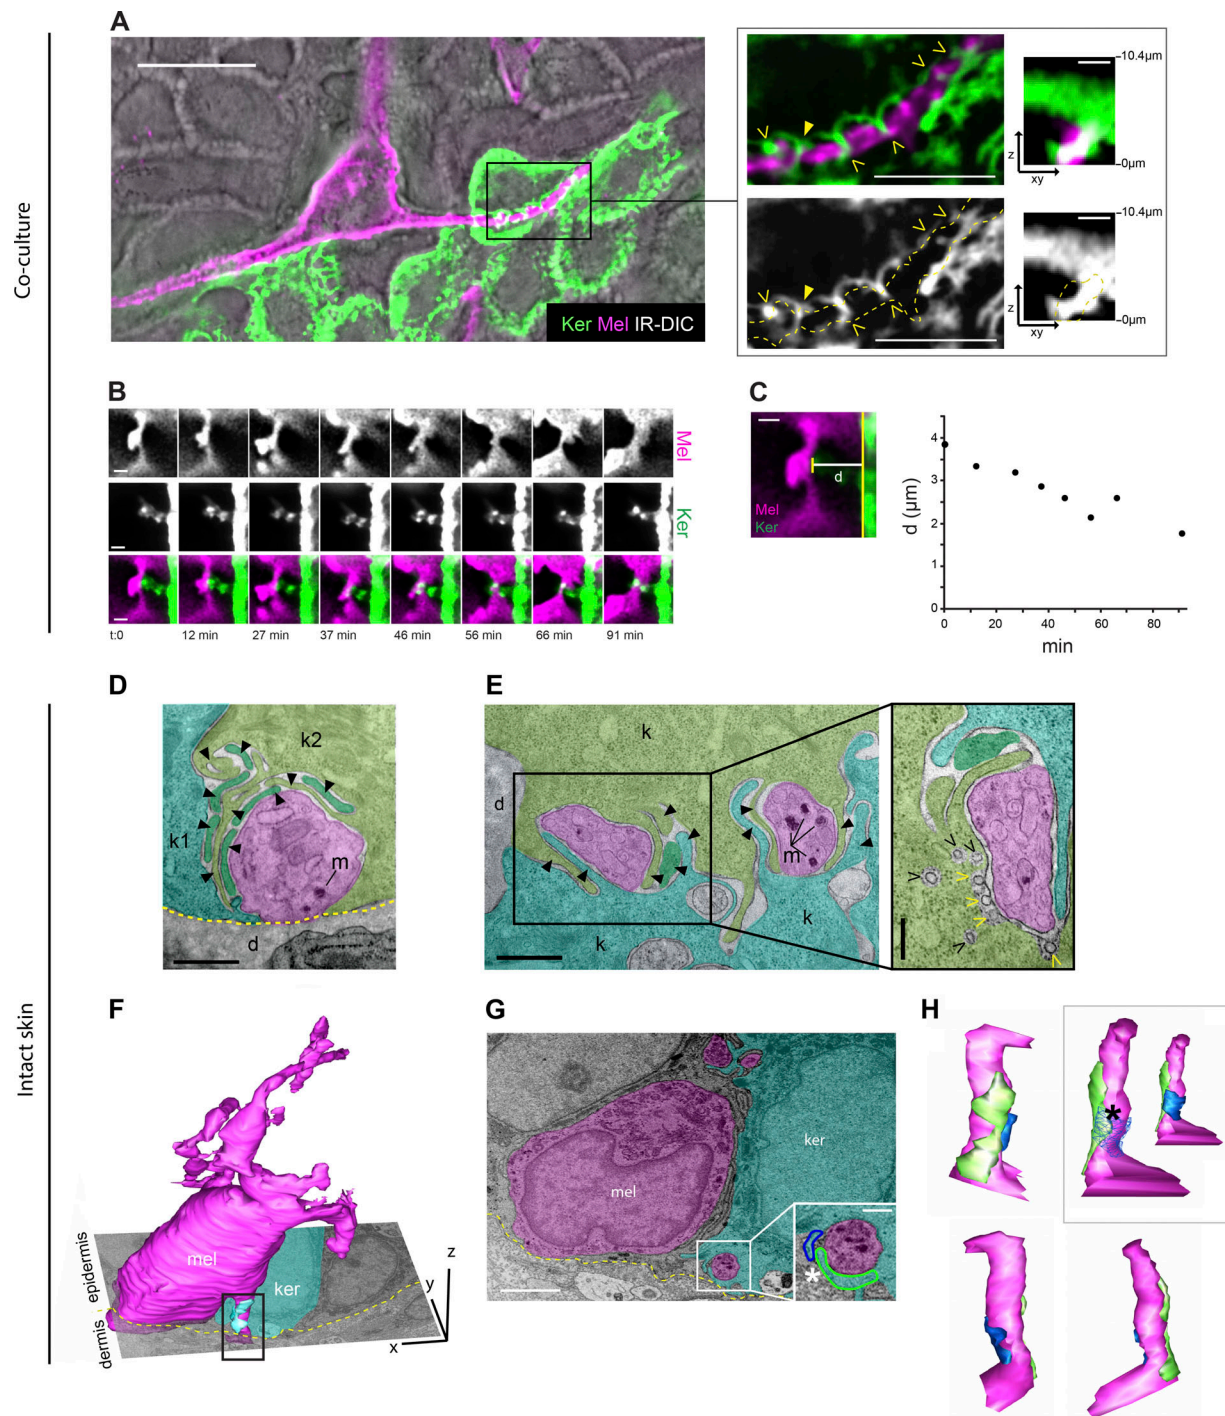 A
Co-culture
Ker Mel IR-DIC
10.4µm
0µm
z
xy
10.4µm
0µm
z
xy
B
Mel
Ker
t:0 12 min 27 min 37 min 46 min 56 min 66 min 91 min
C
d
Mel
Ker
d (µm)
4
3
2
1
0
0 20 40 60 80
min
Intact skin
D
k2
k1
m
d
E
k
d
m
k
k
F
mel
ker
epidermis
dermis
z
y
x
G
mel
ker
*
H
*